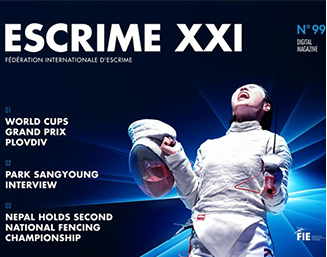 ESCRIME XXI
FÉDÉRATION INTERNATIONALE D'ESCRIME
N° 99
DIGITAL
MAGAZINE
01
WORLD CUPS
GRAND PRIX
PLOVDIV
02
PARK SANGYOUNG
INTERVIEW
03
NEPAL HOLDS SECOND
NATIONAL FENCING
CHAMPIONSHIP
FIE